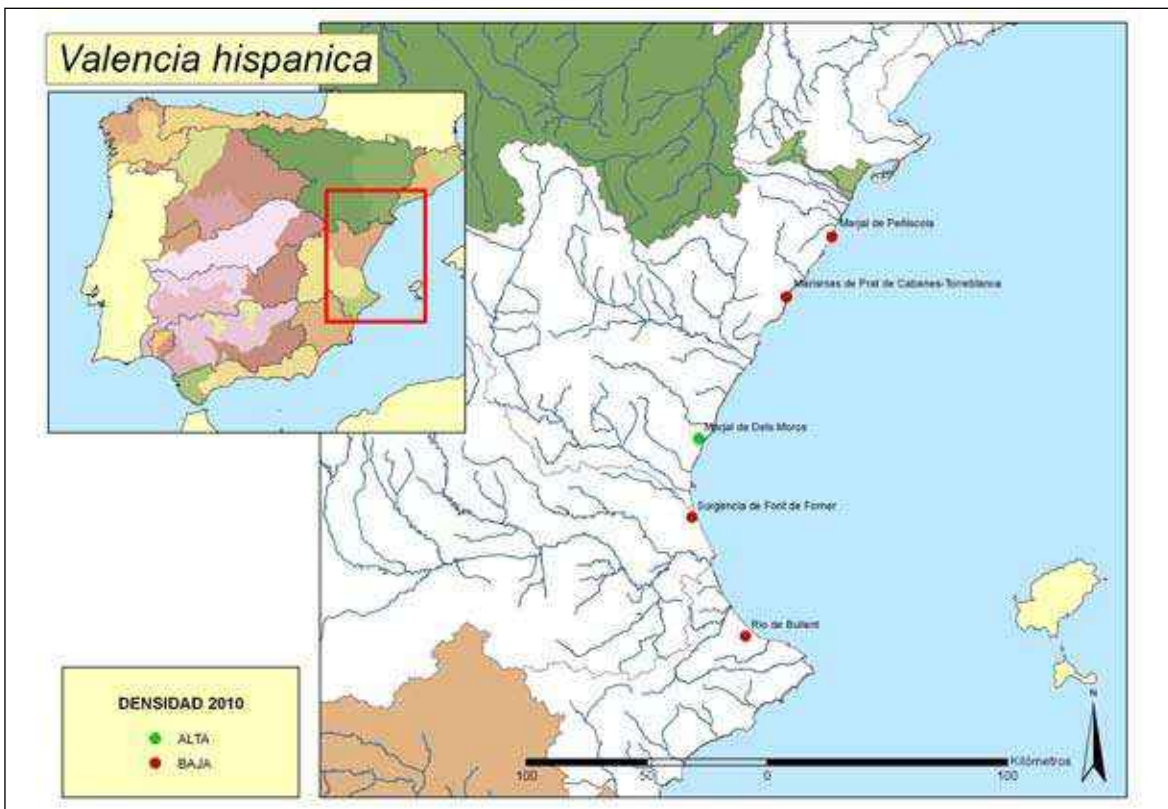 Valencia hispanica
Marjal de Peñíscola
Marismas de Prat de Cabanes-Torreblanca
Marjal de Dels Moros
Surgencia de Font de Forner
Río de Bullent
N
DENSIDAD 2010
ALTA
BAJA
Kilómetros
100 50 0 100